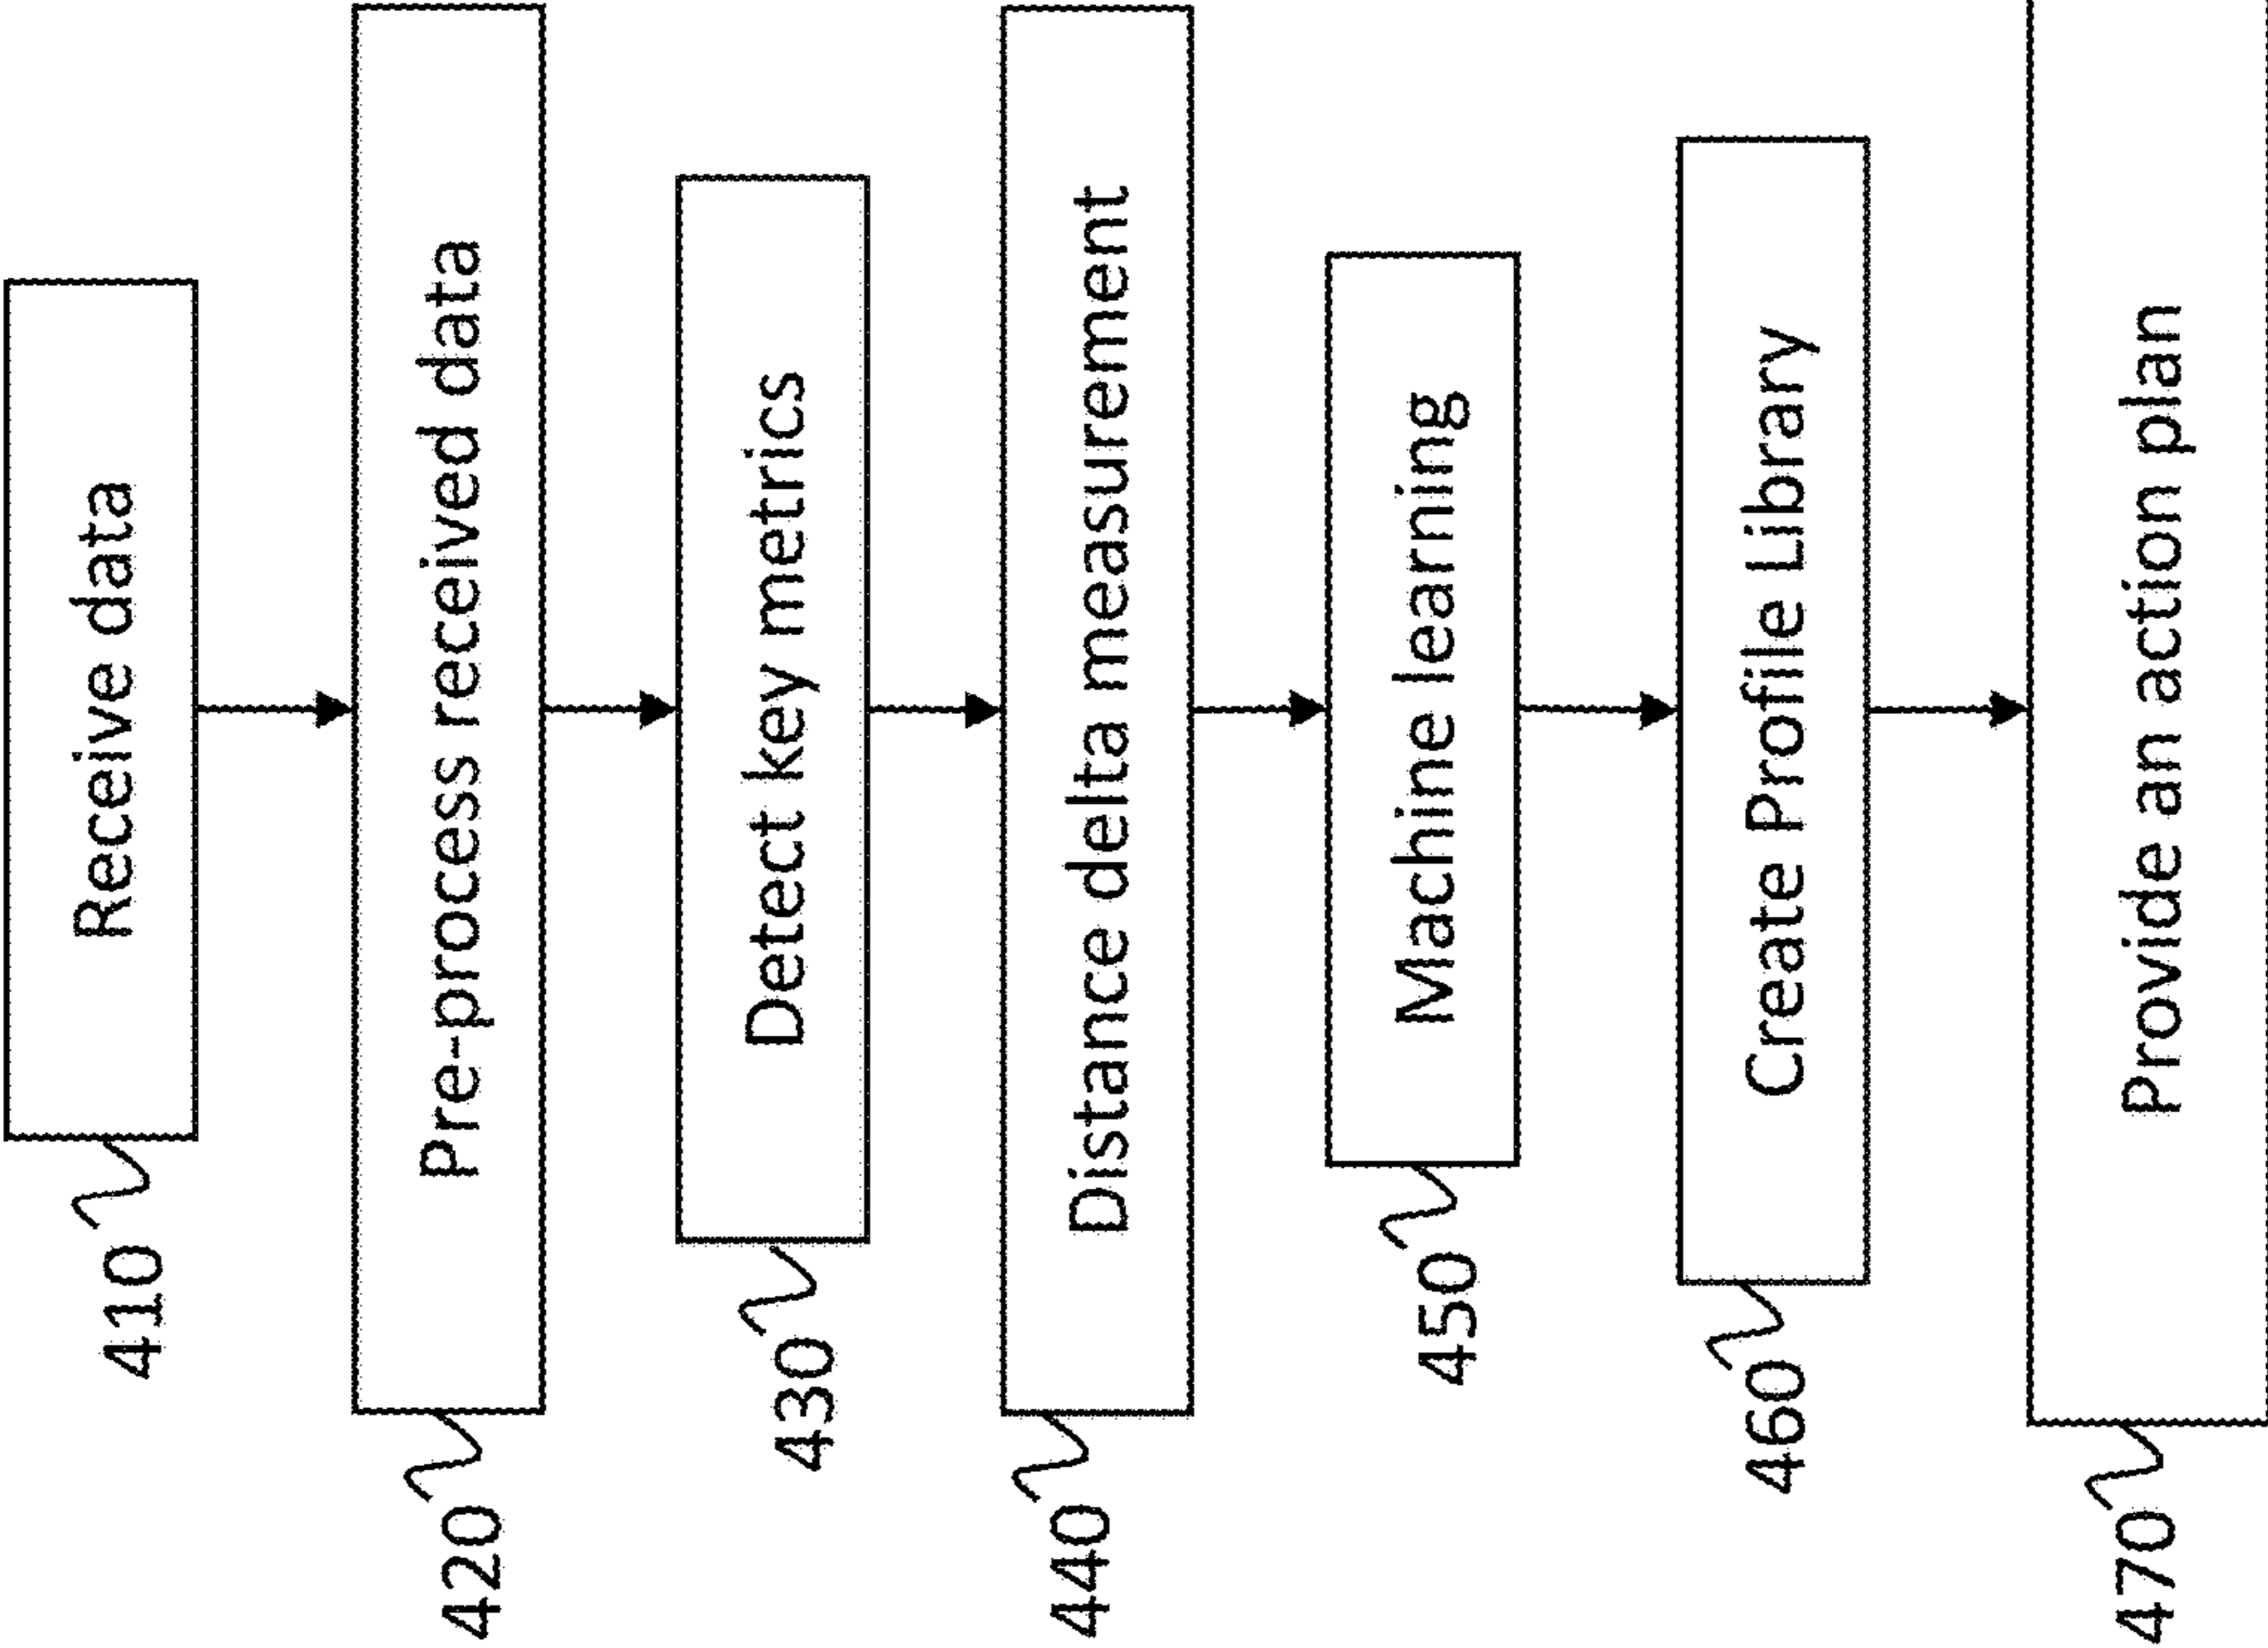 410
Receive data
420
Pre-process received data
430
Detect key metrics
440
Distance delta measurement
450
Machine learning
460
Create Profile Library
470
Provide an action plan